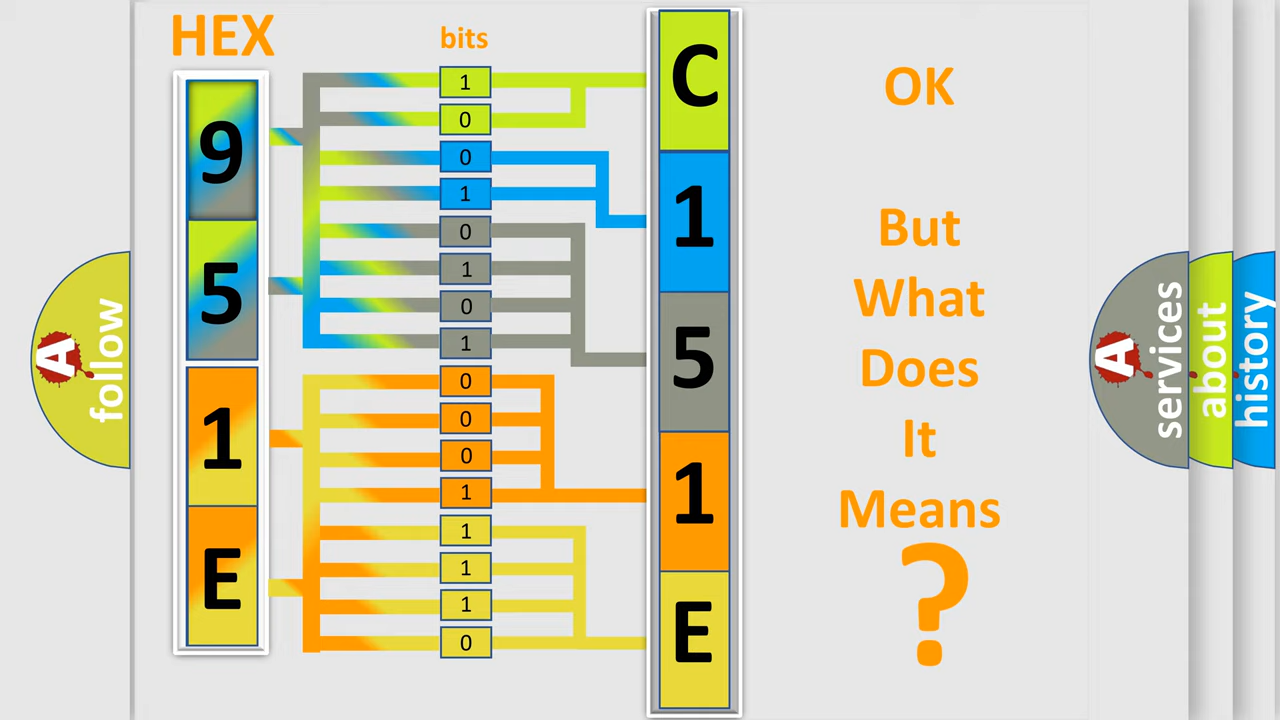 HEX
bits
9
5
1
E
1
0
0
1
0
1
0
1
0
0
0
1
1
1
1
0
C
1
5
1
E
OK
But
What
Does
It
Means
?
A
follow
A
services
about
history